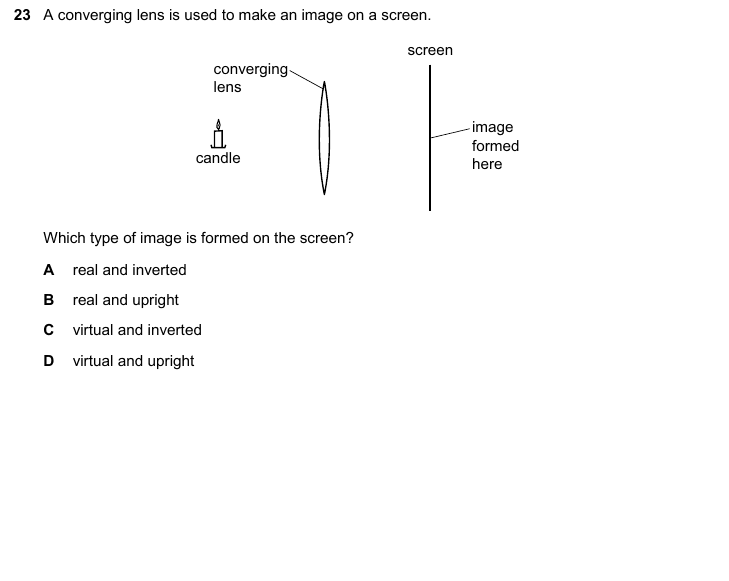 23 A converging lens is used to make an image on a screen.
screen
converging
lens
image
formed
here
candle
Which type of image is formed on the screen?
A real and inverted
B real and upright
C virtual and inverted
D virtual and upright